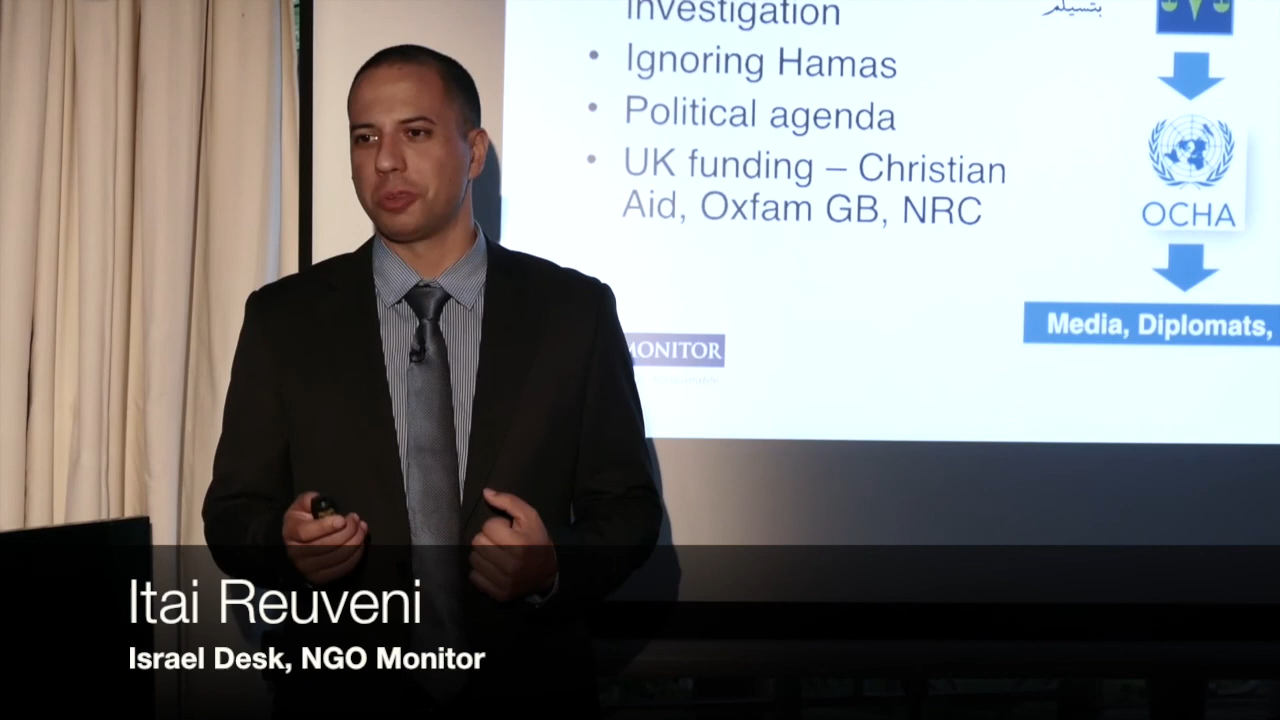 investigation
• Ignoring Hamas
• Political agenda
• UK funding – Christian
Aid, Oxfam GB, NRC
بتسيلم
OCHA
Media, Diplomats,
MONITOR
Itai Reuveni
Israel Desk, NGO Monitor